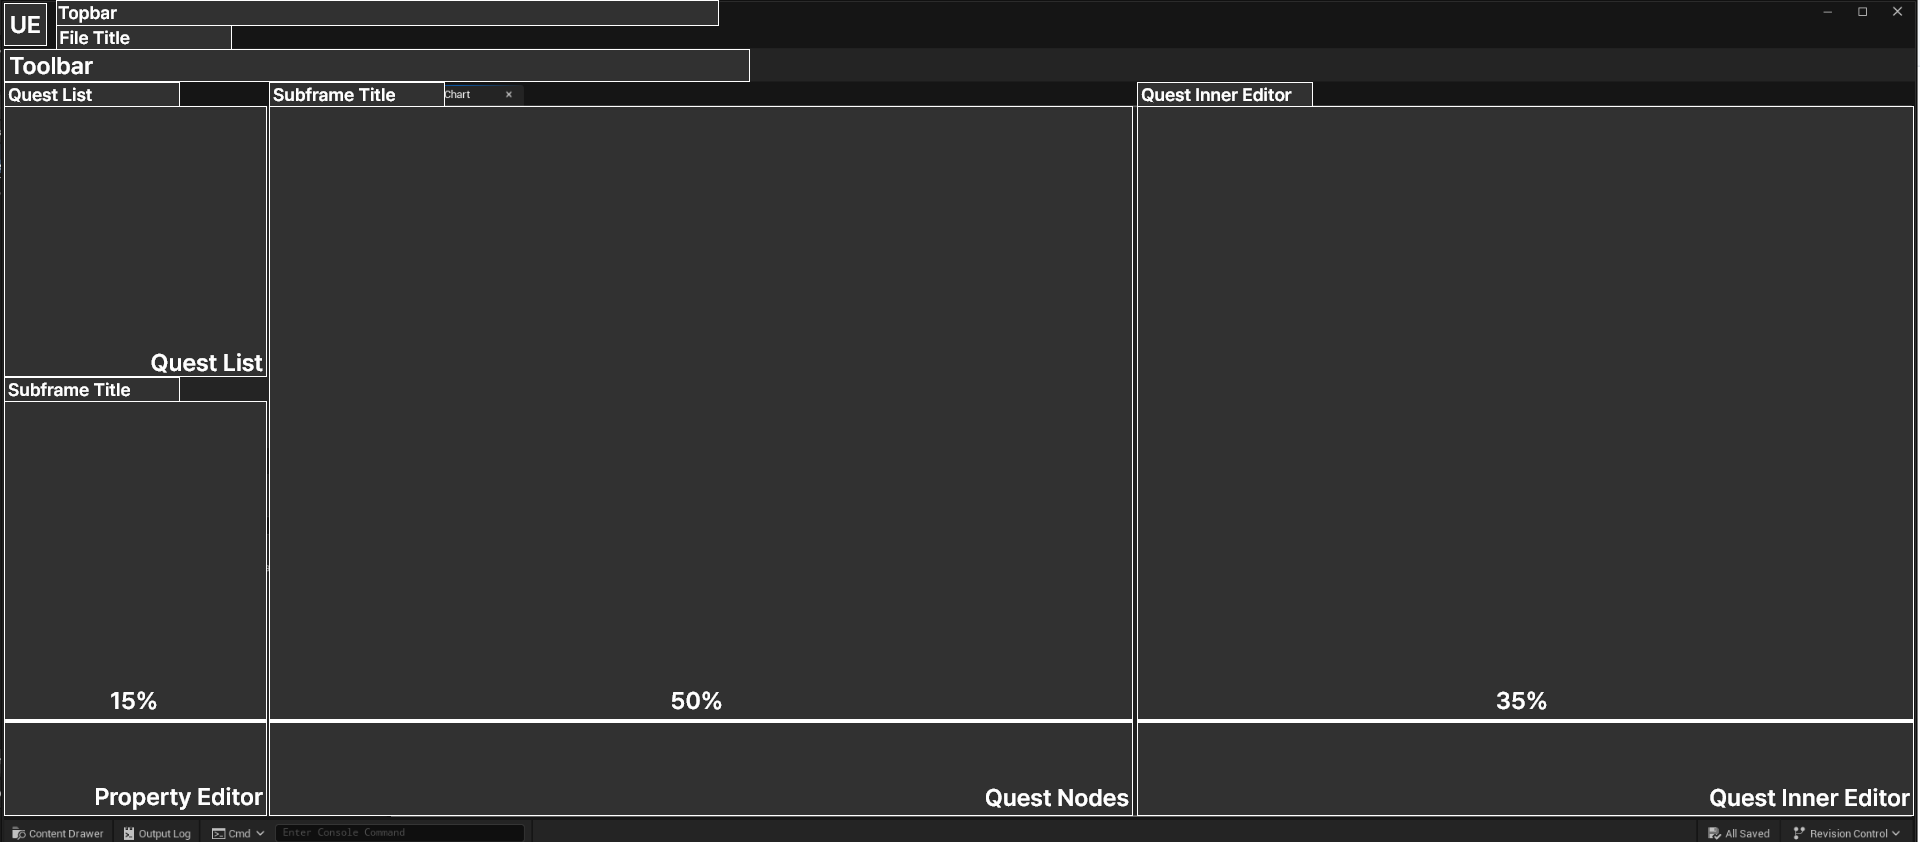 UE
Topbar
File Title
Toolbar
Quest List
Subframe Title
Chart
Quest Inner Editor
Quest List
Subframe Title
15%
50%
35%
Property Editor
Quest Nodes
Quest Inner Editor
Content Drawer
Output Log
Cmd
Enter Console Command
All Saved
Revision Control